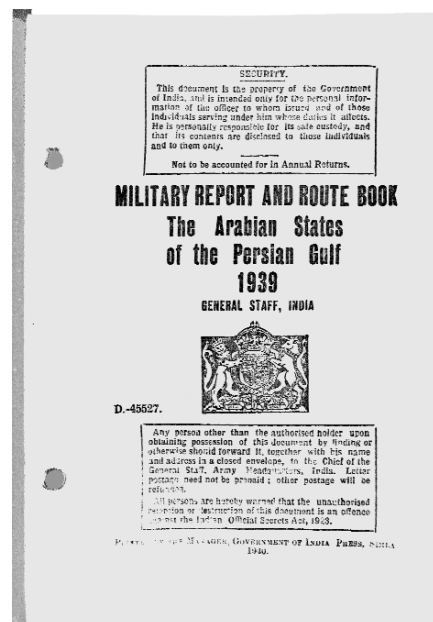 SECURITY.
This document is the property of the Government
of India, and is intended only for the personal infor-
mation of the officer to whom issued and of those
individuals serving under him whose duties it affects.
He is personally responsible for its safe custody, and
that its contents are disclosed to those individuals
and to them only.
Not to be accounted for in Annual Returns.
MILITARY REPORT AND ROUTE BOOK
The Arabian States
of the Persian Gulf
1939
GENERAL STAFF, INDIA
D.-45527.
Any person other than the authorised holder upon
obtaining possession of this document by finding or
otherwise should forward it, together with his name
and address in a closed envelope, to the Chief of the
General Staff, Army Headquarters, India. Letter
postage need not be prepaid ; other postage will be
refunded.
All persons are hereby warned that the unauthorised
retention or destruction of this document is an offence
against the Indian Official Secrets Act, 1923.
MANAGER, GOVERNMENT OF INDIA PRESS, SIMLA
1940.